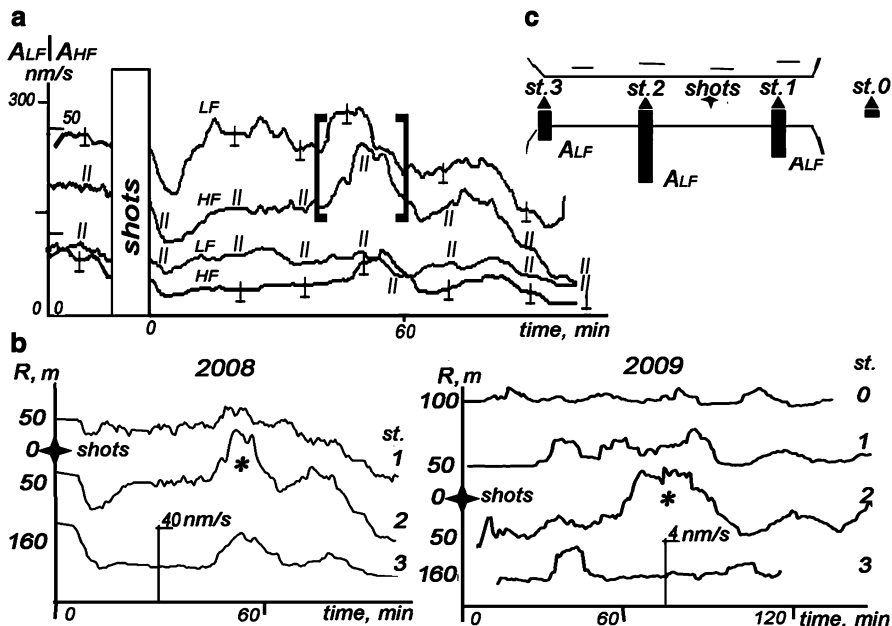 a
ALF | AHF
nm/s
300
50
0 0
shots
LF
HF
LF
HF
0
60
time, min
c
st.3
st.2
shots
st.1
st.0
ALF
ALF
ALF
b
R, m
2008
50
0
shots
50
160
st.
1
2
3
40 nm/s
0
60
time, min
R, m
2009
st.
100
0
50
1
0
shots
2
50
4 nm/s
160
3
0
60
120
time, min